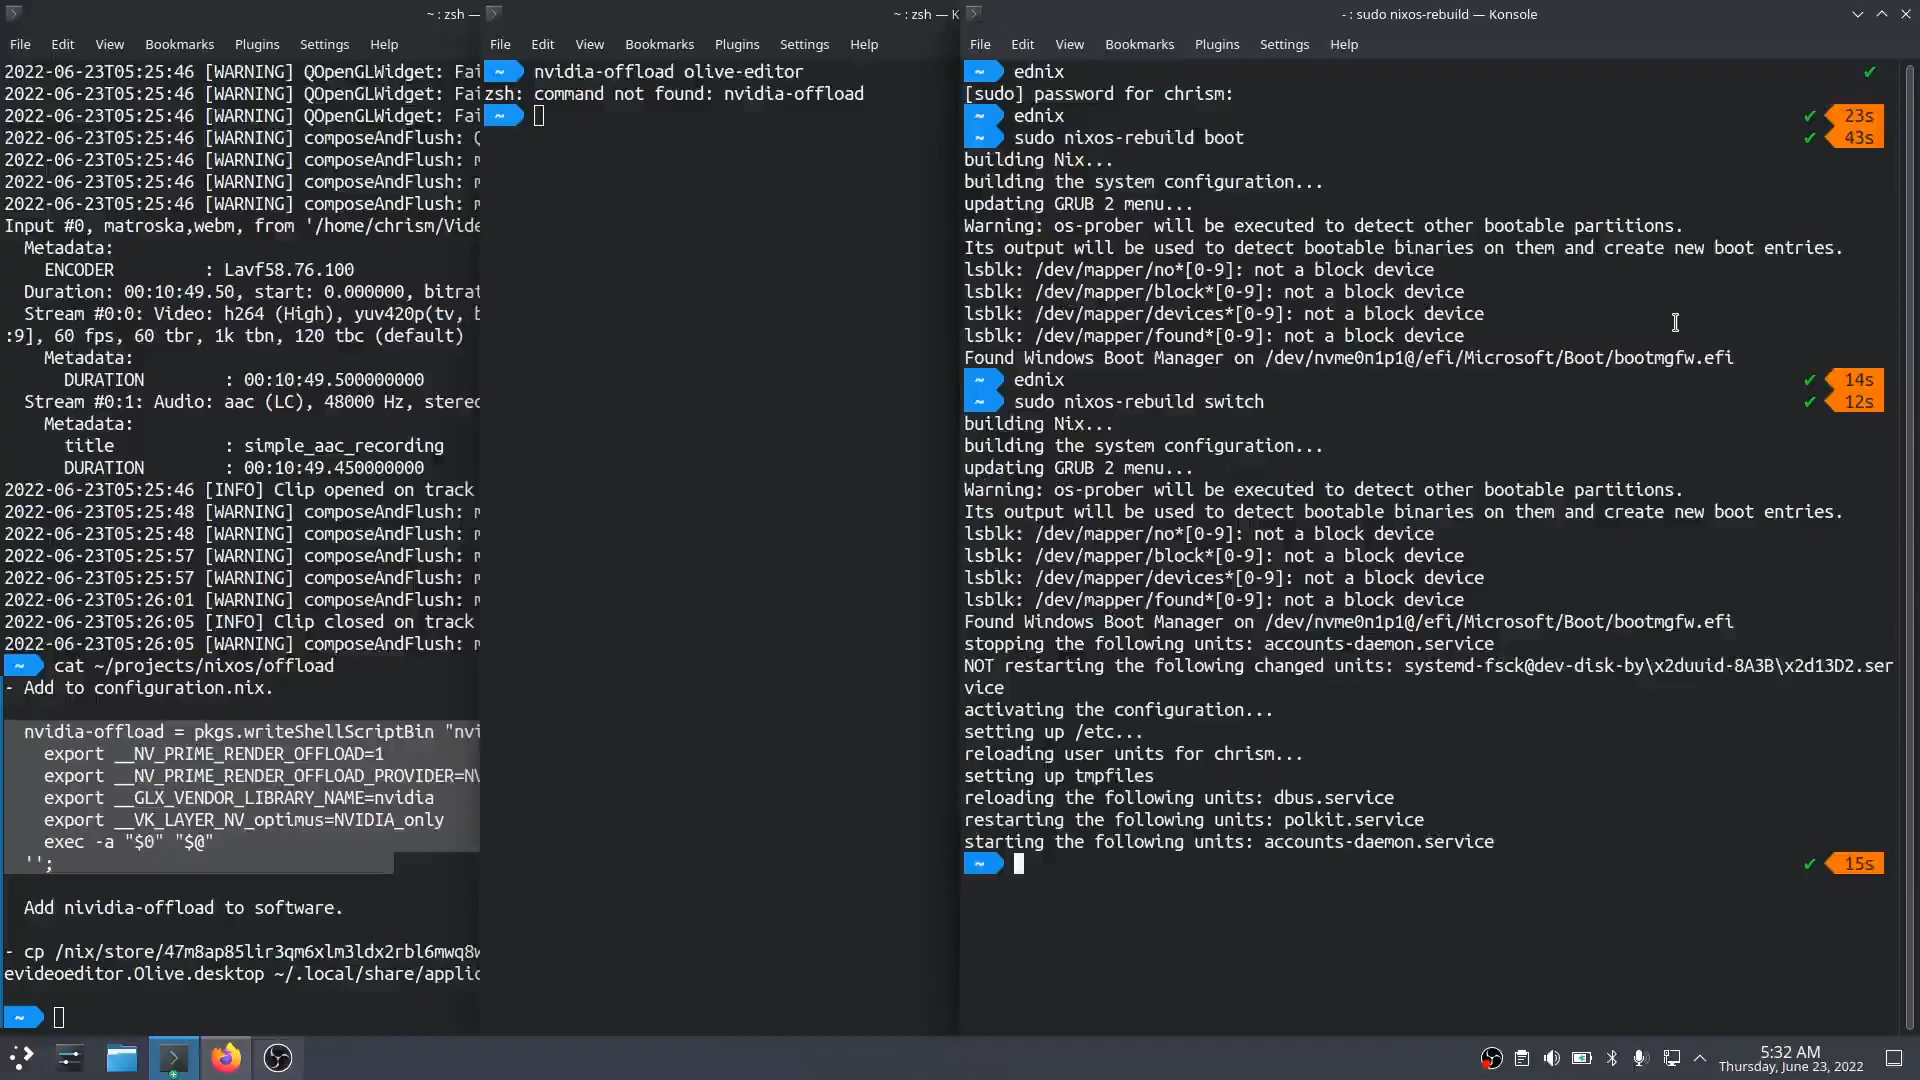 ~ : zsh —
File Edit View Bookmarks Plugins Settings Help
2022-06-23T05:25:46 [WARNING] QOpenGLWidget: Fai
2022-06-23T05:25:46 [WARNING] QOpenGLWidget: Fai
2022-06-23T05:25:46 [WARNING] QOpenGLWidget: Fai
2022-06-23T05:25:46 [WARNING] composeAndFlush: Q
2022-06-23T05:25:46 [WARNING] composeAndFlush: m
2022-06-23T05:25:46 [WARNING] composeAndFlush: m
2022-06-23T05:25:46 [WARNING] composeAndFlush: m
Input #0, matroska,webm, from '/home/chrism/Vide
Metadata:
ENCODER : Lavf58.76.100
Duration: 00:10:49.50, start: 0.000000, bitrat
Stream #0:0: Video: h264 (High), yuv420p(tv, b
:9], 60 fps, 60 tbr, 1k tbn, 120 tbc (default)
Metadata:
DURATION : 00:10:49.500000000
Stream #0:1: Audio: aac (LC), 48000 Hz, stereo
Metadata:
title : simple_aac_recording
DURATION : 00:10:49.450000000
2022-06-23T05:25:46 [INFO] Clip opened on track
2022-06-23T05:25:48 [WARNING] composeAndFlush: m
2022-06-23T05:25:48 [WARNING] composeAndFlush: m
2022-06-23T05:25:57 [WARNING] composeAndFlush: m
2022-06-23T05:25:57 [WARNING] composeAndFlush: m
2022-06-23T05:26:01 [WARNING] composeAndFlush: m
2022-06-23T05:26:05 [INFO] Clip closed on track
2022-06-23T05:26:05 [WARNING] composeAndFlush: m
~ cat ~/projects/nixos/offload
- Add to configuration.nix.
nvidia-offload = pkgs.writeShellScriptBin "nvi
export __NV_PRIME_RENDER_OFFLOAD=1
export __NV_PRIME_RENDER_OFFLOAD_PROVIDER=NV
export __GLX_VENDOR_LIBRARY_NAME=nvidia
export __VK_LAYER_NV_optimus=NVIDIA_only
exec -a "$0" "$@"
'';
Add nividia-offload to software.
- cp /nix/store/47m8ap85lir3qm6xlm3ldx2rbl6mwq8w
evideoeditor.Olive.desktop ~/.local/share/applic
~
~ : zsh — K
File Edit View Bookmarks Plugins Settings Help
~ nvidia-offload olive-editor
zsh: command not found: nvidia-offload
~
- : sudo nixos-rebuild — Konsole
File Edit View Bookmarks Plugins Settings Help
~ ednix ✔
[sudo] password for chrism:
~ ednix ✔ 23s
~ sudo nixos-rebuild boot ✔ 43s
building Nix...
building the system configuration...
updating GRUB 2 menu...
Warning: os-prober will be executed to detect other bootable partitions.
Its output will be used to detect bootable binaries on them and create new boot entries.
lsblk: /dev/mapper/no*[0-9]: not a block device
lsblk: /dev/mapper/block*[0-9]: not a block device
lsblk: /dev/mapper/devices*[0-9]: not a block device
lsblk: /dev/mapper/found*[0-9]: not a block device
Found Windows Boot Manager on /dev/nvme0n1p1@/efi/Microsoft/Boot/bootmgfw.efi
~ ednix ✔ 14s
~ sudo nixos-rebuild switch ✔ 12s
building Nix...
building the system configuration...
updating GRUB 2 menu...
Warning: os-prober will be executed to detect other bootable partitions.
Its output will be used to detect bootable binaries on them and create new boot entries.
lsblk: /dev/mapper/no*[0-9]: not a block device
lsblk: /dev/mapper/block*[0-9]: not a block device
lsblk: /dev/mapper/devices*[0-9]: not a block device
lsblk: /dev/mapper/found*[0-9]: not a block device
Found Windows Boot Manager on /dev/nvme0n1p1@/efi/Microsoft/Boot/bootmgfw.efi
stopping the following units: accounts-daemon.service
NOT restarting the following changed units: systemd-fsck@dev-disk-by\x2duuid-8A3B\x2d13D2.ser
vice
activating the configuration...
setting up /etc...
reloading user units for chrism...
setting up tmpfiles
reloading the following units: dbus.service
restarting the following units: polkit.service
starting the following units: accounts-daemon.service
~ ✔ 15s
5:32 AM
Thursday, June 23, 2022